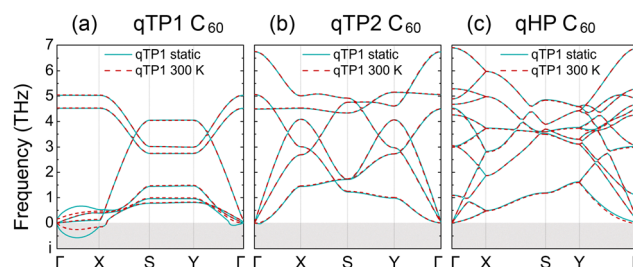 (a) qTP1 C60 (b) qTP2 C60 (c) qHP C60
Frequency (THz)
7
6
5
4
3
2
1
0
i
qTP1 static
qTP1 300 K
qTP1 static
qTP1 300 K
qTP1 static
qTP1 300 K
Γ X S Y Γ X S Y Γ X S Y Γ